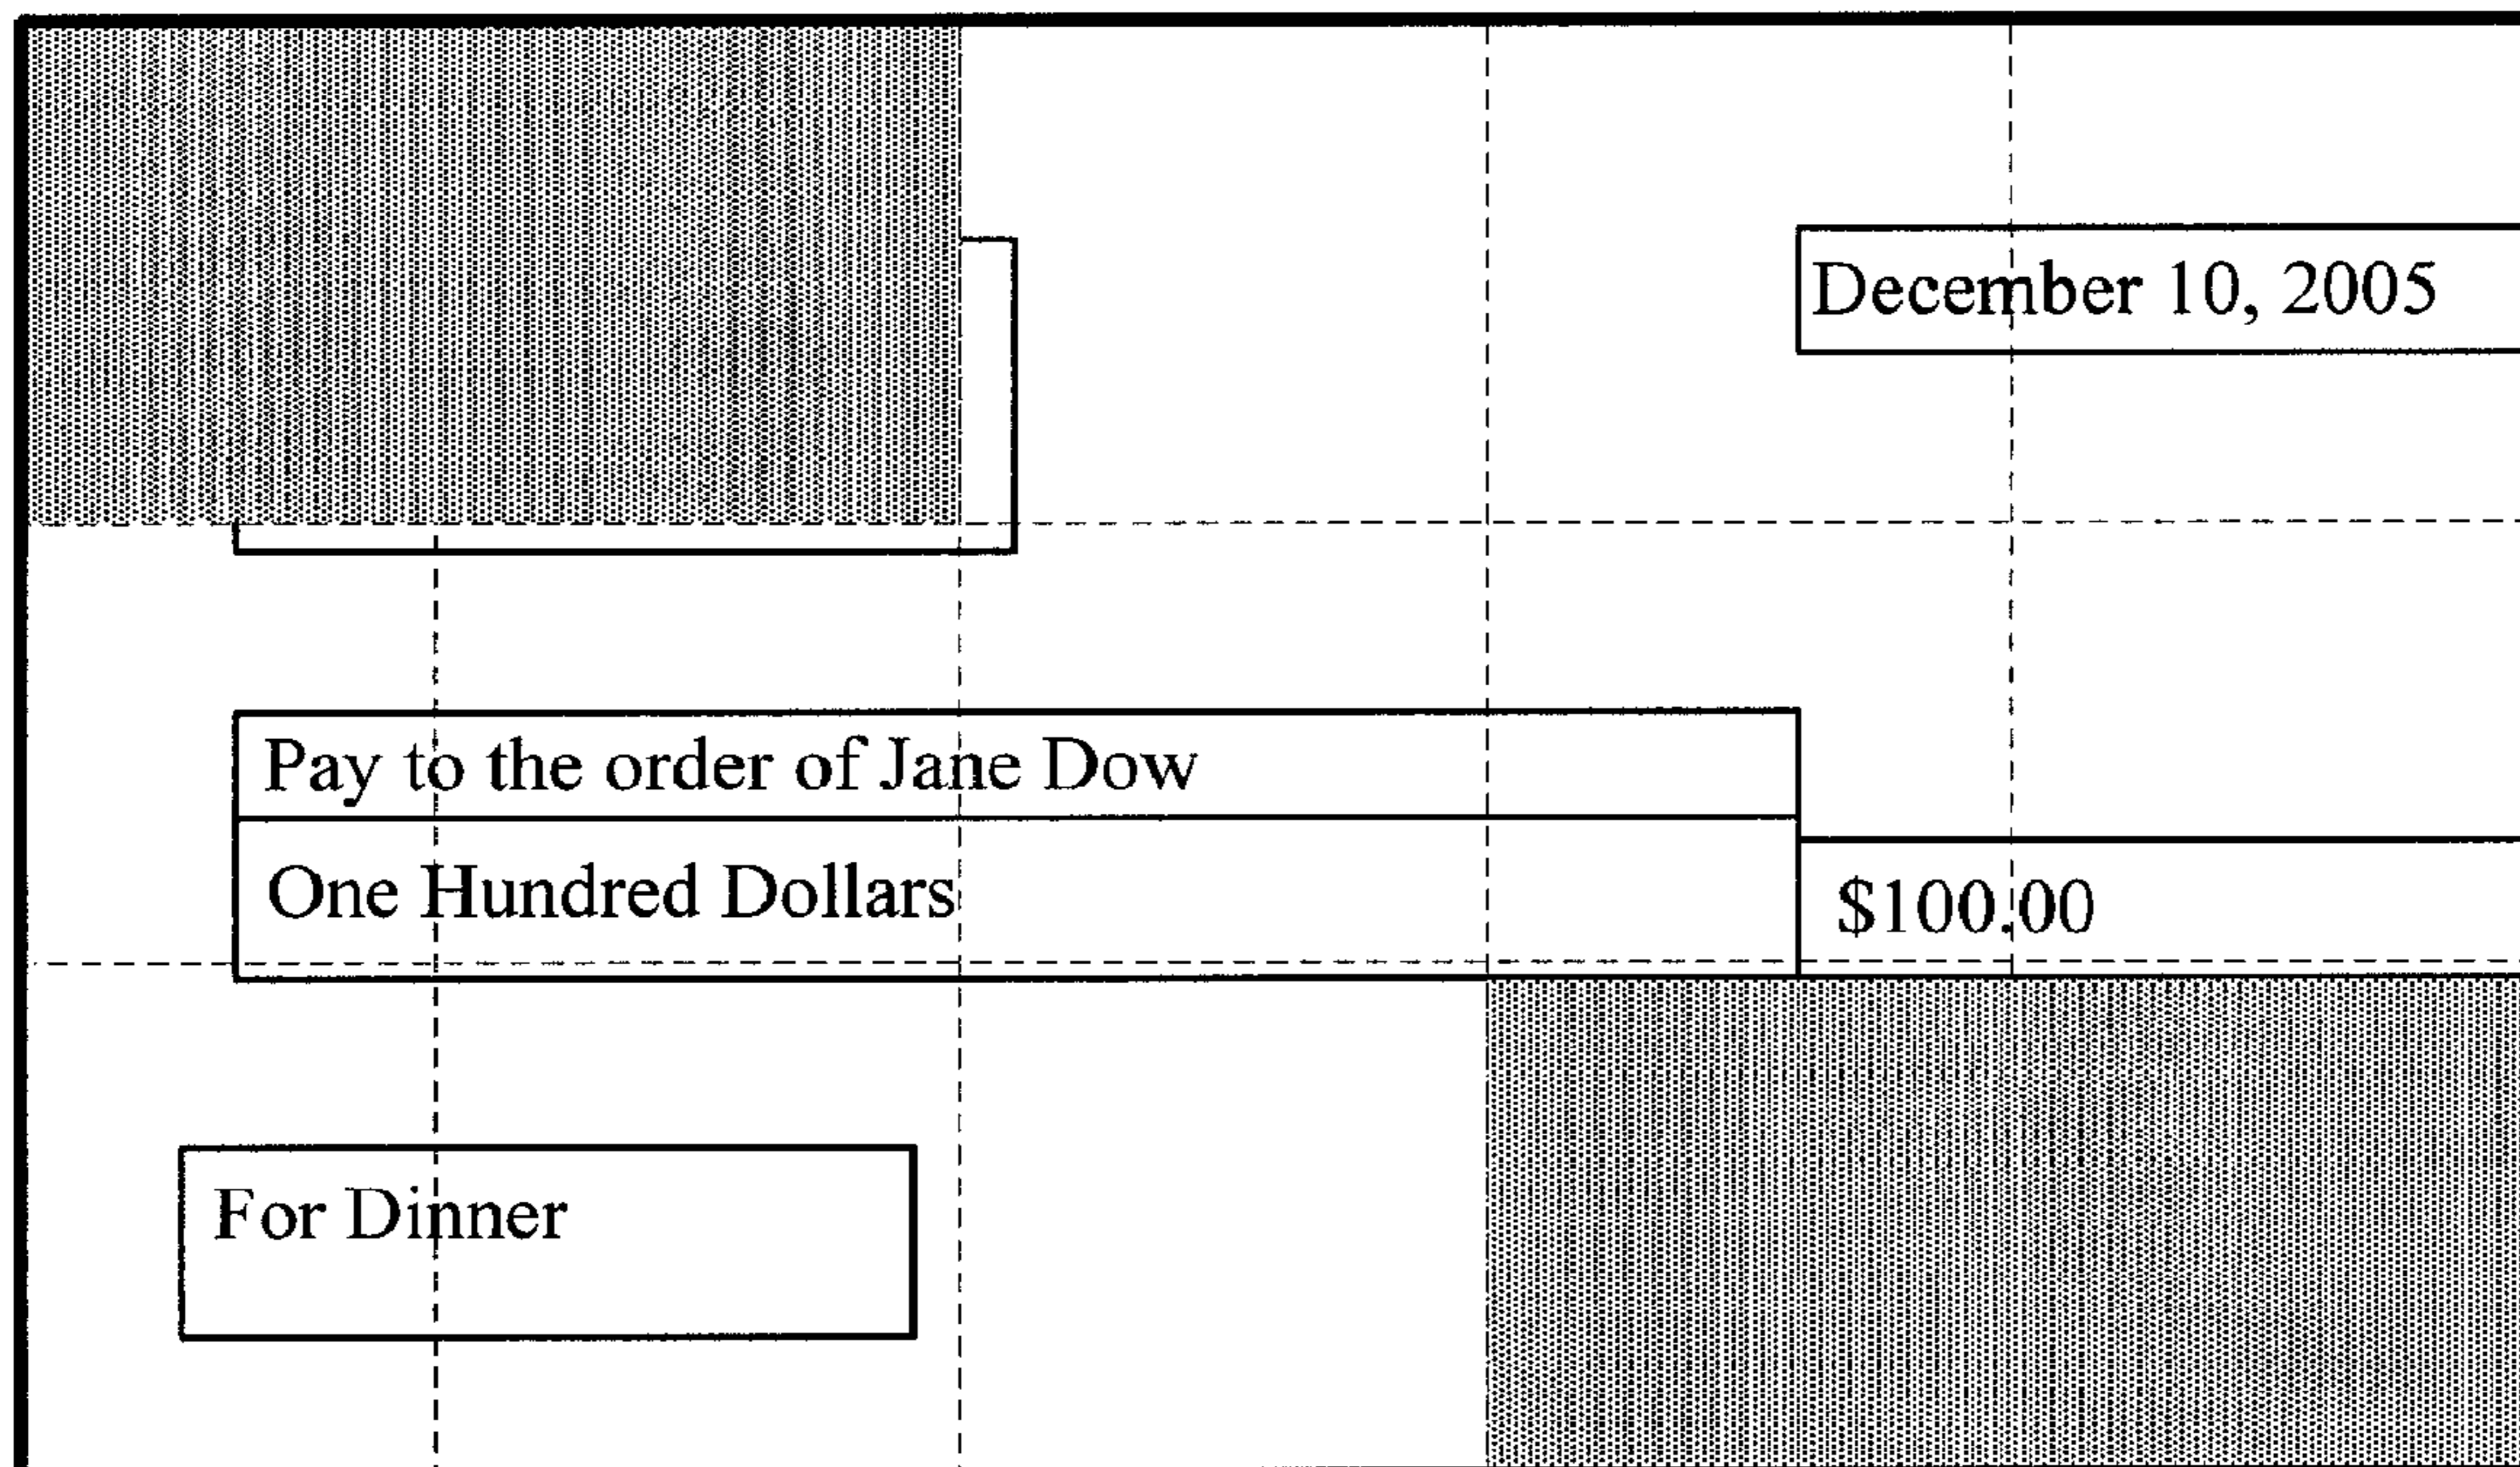 December 10, 2005
Pay to the order of Jane Dow
One Hundred Dollars
$100.00
For Dinner